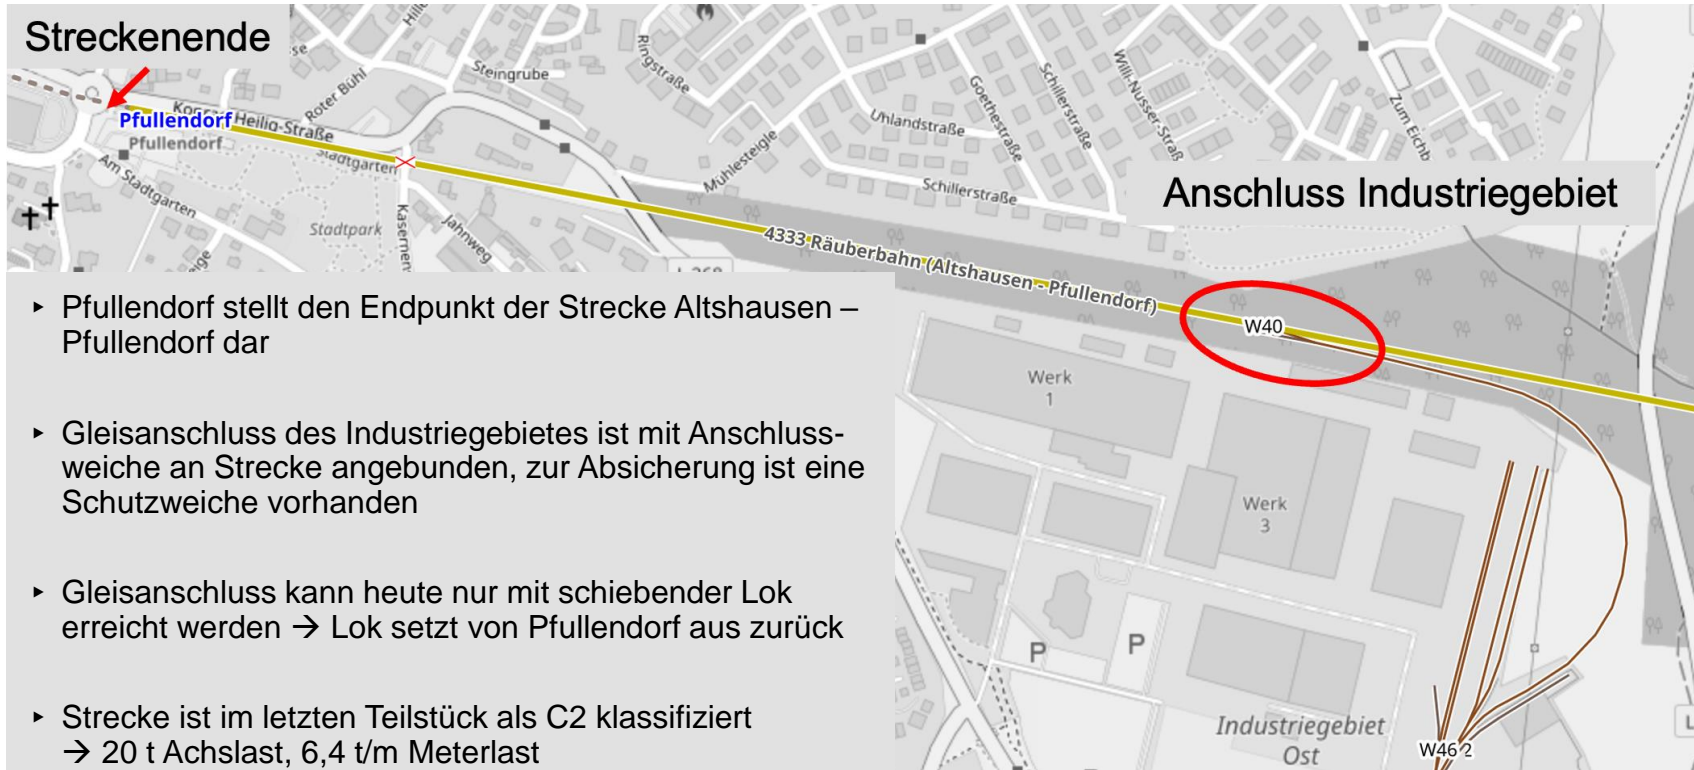 Streckenende
Steingrube
Ringstraße
Roter Bühl
Pfullendorf
Pfullendorf
Heilig-Straße
Stadtgarten
Am Stadtgarten
Stadtpark
Jahnweg
Mühlesteigle
Uhlandstraße
Goethestraße
Schillerstraße
Schillerstraße
Willi-Nusser-Straß
Zum Eichb
Anschluss Industriegebiet
4333 Räuberbahn (Altshausen - Pfullendorf)
W40
▸ Pfullendorf stellt den Endpunkt der Strecke Altshausen –
Pfullendorf dar
▸ Gleisanschluss des Industriegebietes ist mit Anschluss-
weiche an Strecke angebunden, zur Absicherung ist eine
Schutzweiche vorhanden
▸ Gleisanschluss kann heute nur mit schiebender Lok
erreicht werden → Lok setzt von Pfullendorf aus zurück
▸ Strecke ist im letzten Teilstück als C2 klassifiziert
→ 20 t Achslast, 6,4 t/m Meterlast
Werk
1
Werk
3
P
P
Industriegebiet
Ost
W46
2